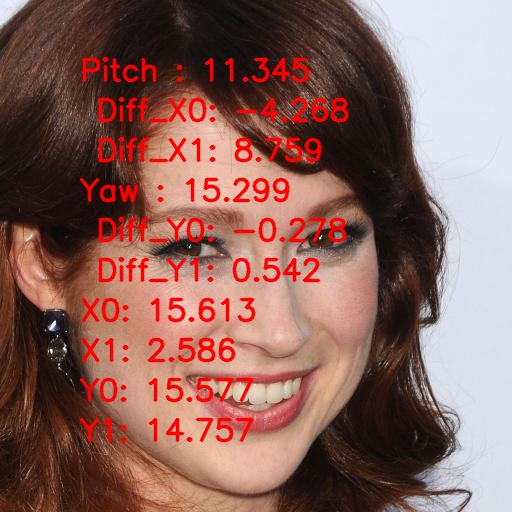 Pitch : 11.345
Diff_X0: -4.268
Diff_X1: 8.759
Yaw : 15.299
Diff_Y0: -0.278
Diff_Y1: 0.542
X0: 15.613
X1: 2.586
Y0: 15.577
Y1: 14.757